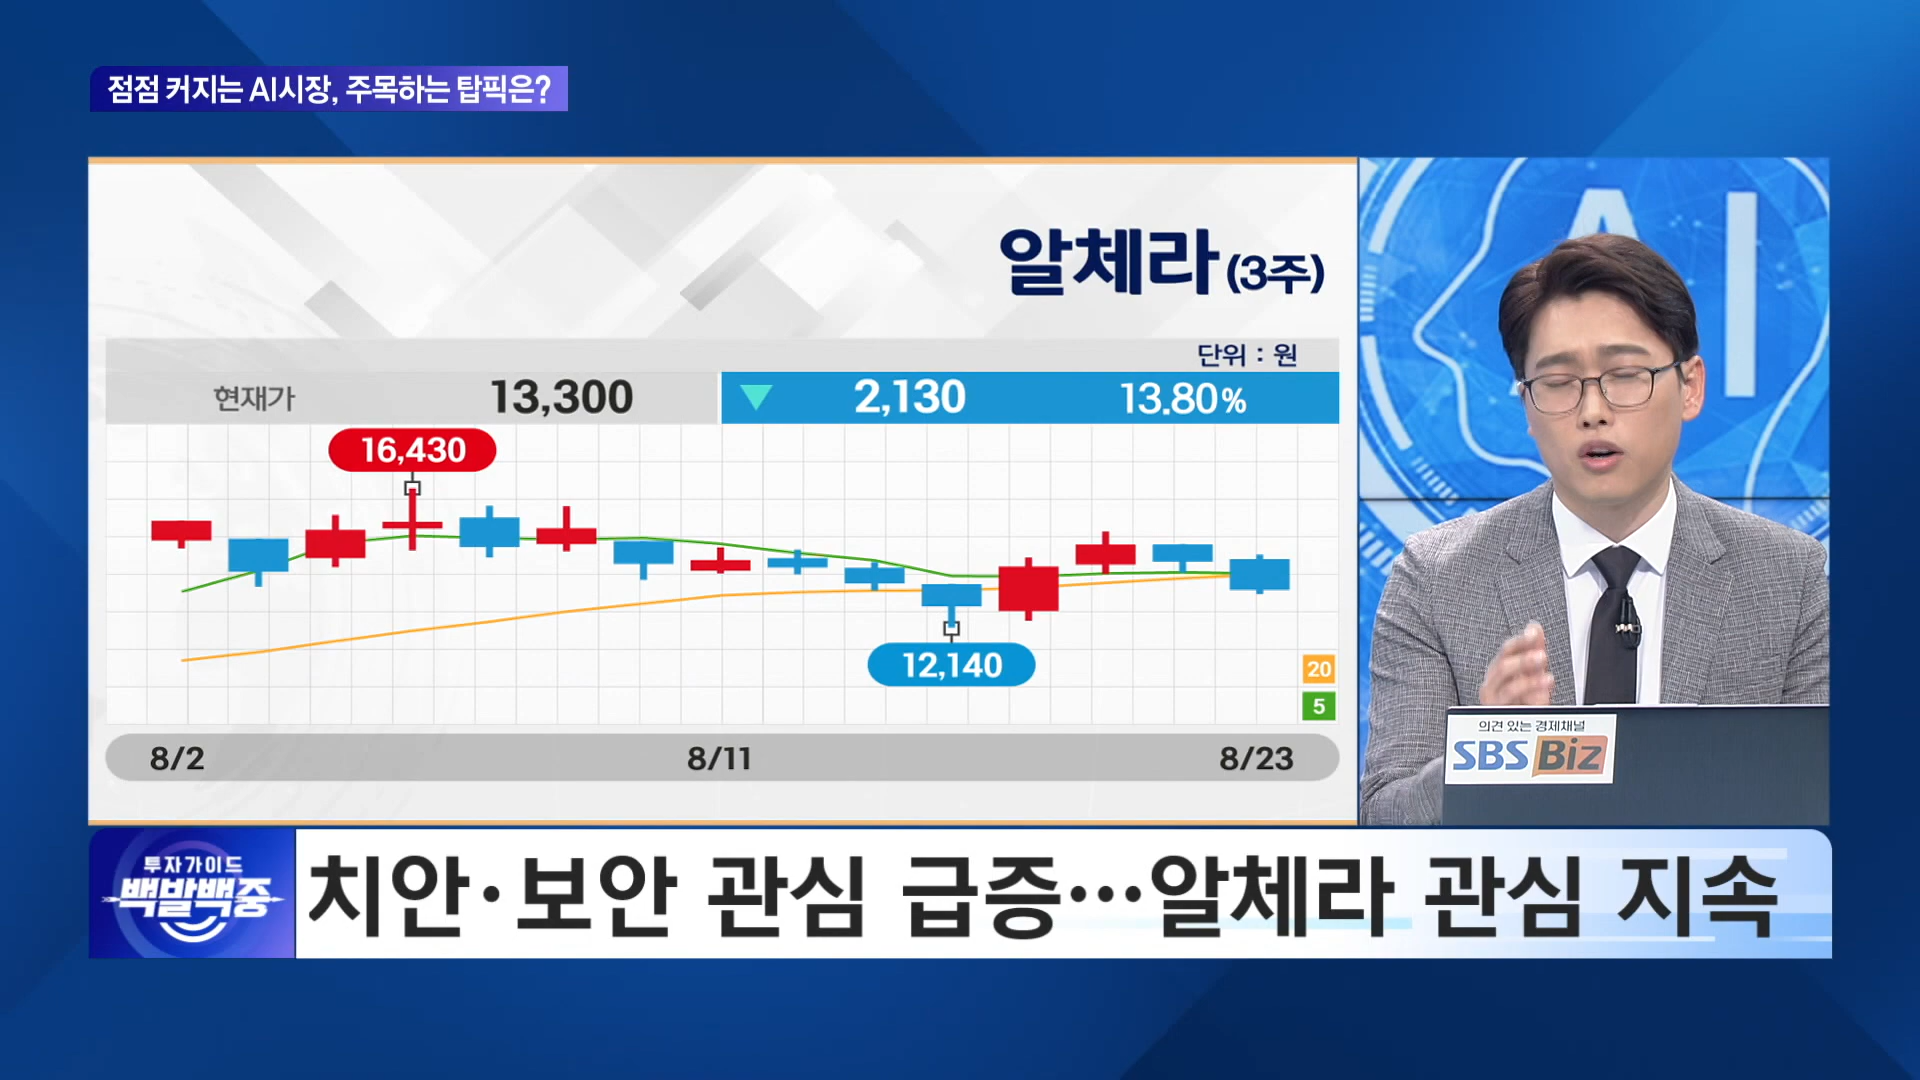 점점 커지는 AI시장, 주목하는 탑픽은?
알체라(3주)
단위 : 원
현재가 13,300 ▼ 2,130 13.80%
16,430
12,140
20
5
8/2 8/11 8/23
AI
의견 있는 경제채널
SBS Biz
투자가이드
백발백중
치안·보안 관심 급증…알체라 관심 지속